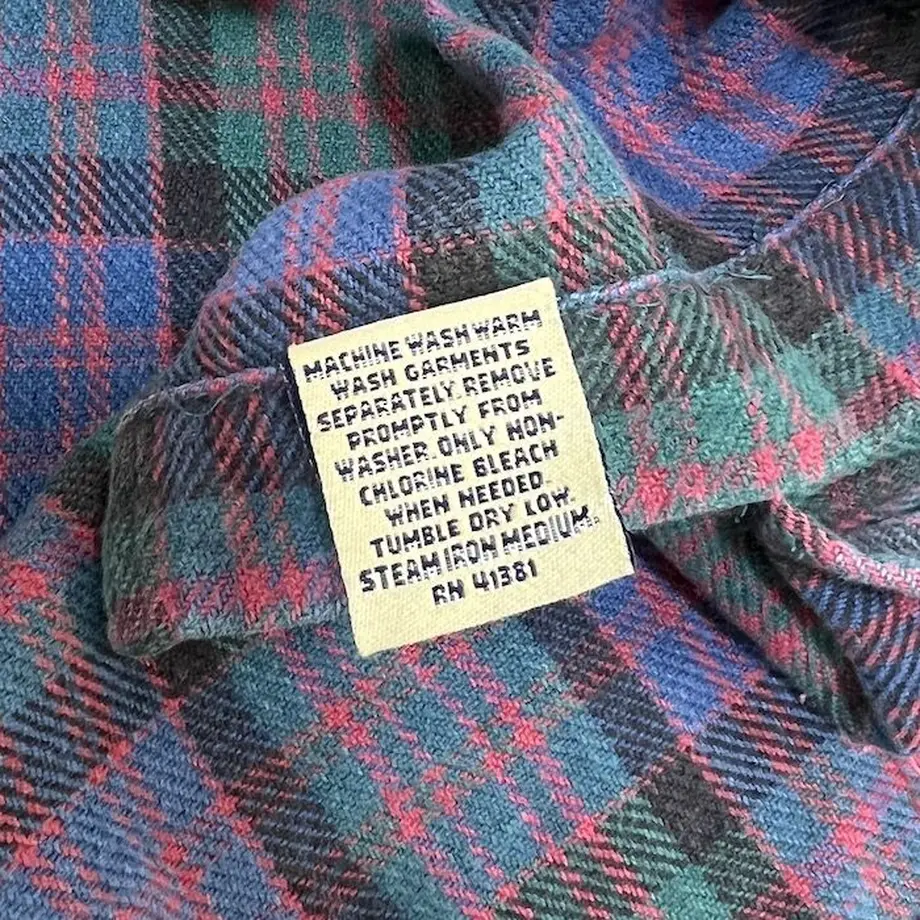 MACHINE WASH WARM
WASH GARMENTS
SEPARATELY. REMOVE
PROMPTLY FROM
WASHER. ONLY NON-
CHLORINE BLEACH
WHEN NEEDED.
TUMBLE DRY LOW.
STEAM IRON MEDIUM.
RN 41381